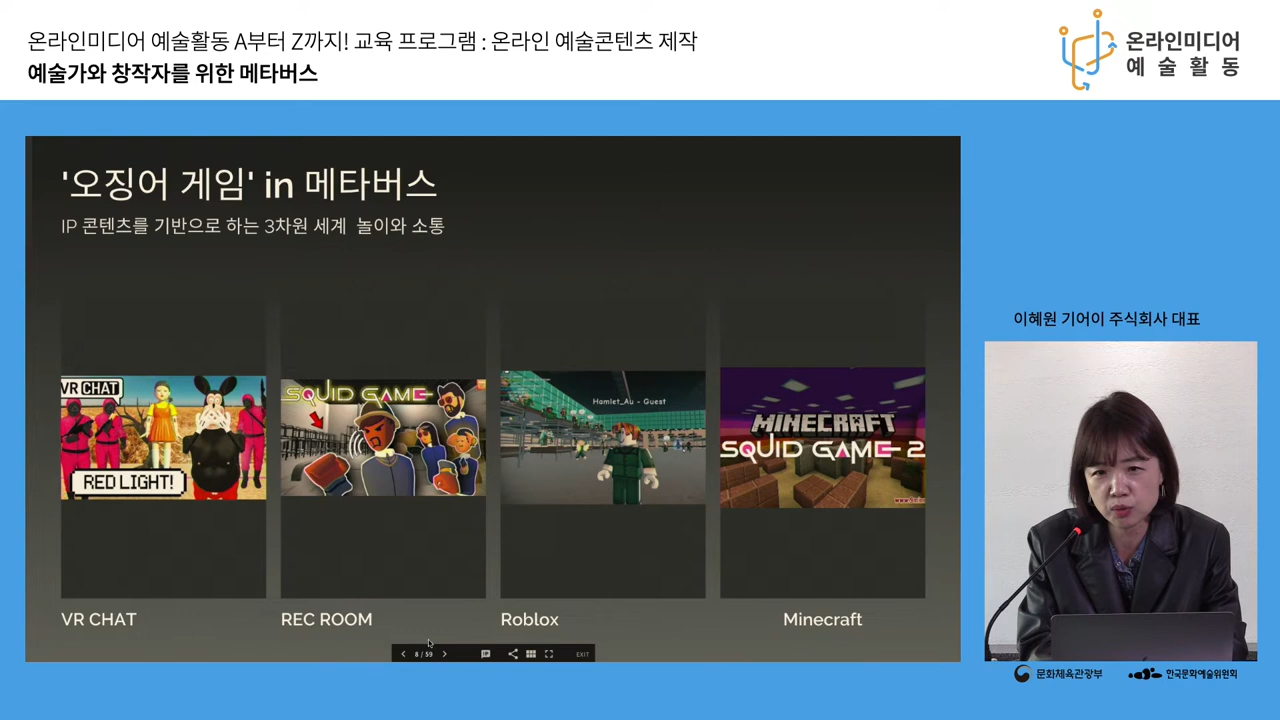 온라인미디어 예술활동 A부터 Z까지! 교육 프로그램 : 온라인 예술콘텐츠 제작
예술가와 창작자를 위한 메타버스
온라인미디어
예술활동
'오징어 게임' in 메타버스
IP 콘텐츠를 기반으로 하는 3차원 세계 놀이와 소통
VR CHAT
RED LIGHT!
SQUID GAME
Hamlet_Au - Guest
MINECRAFT
SQUID GAME 2
VR CHAT
REC ROOM
Roblox
Minecraft
8 / 59
EXIT
이혜원 기어이 주식회사 대표
문화체육관광부
한국문화예술위원회